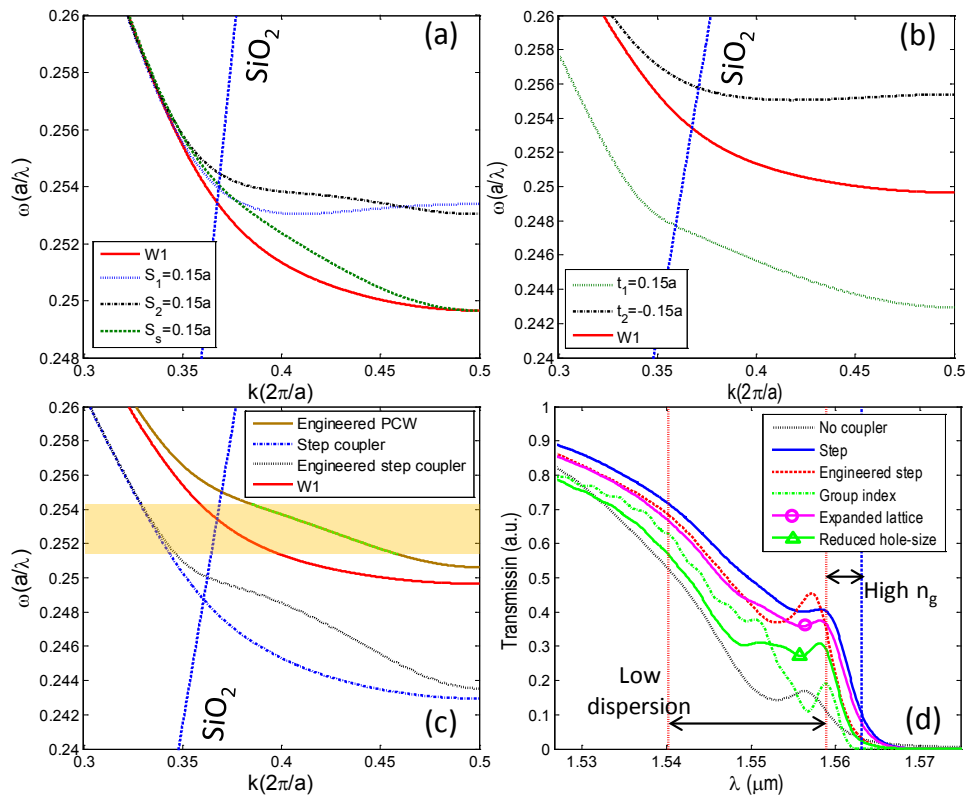 (a)
SiO2
ω(a/λ)
0.26
0.258
0.256
0.254
0.252
0.25
0.248
W1
S1=0.15a
S2=0.15a
Ss=0.15a
0.3 0.35 0.4 0.45 0.5
k(2π/a)
(b)
SiO2
ω(a/λ)
0.26
0.258
0.256
0.254
0.252
0.25
0.248
0.246
0.244
0.242
0.24
t1=0.15a
t2=-0.15a
W1
0.3 0.35 0.4 0.45 0.5
k(2π/a)
(c)
SiO2
ω(a/λ)
0.26
0.258
0.256
0.254
0.252
0.25
0.248
0.246
0.244
0.242
0.24
Engineered PCW
Step coupler
Engineered step coupler
W1
0.3 0.35 0.4 0.45 0.5
k(2π/a)
(d)
Transmissin (a.u.)
1
0.9
0.8
0.7
0.6
0.5
0.4
0.3
0.2
0.1
0
No coupler
Step
Engineered step
Group index
Expanded lattice
Reduced hole-size
High ng
Low
dispersion
1.53 1.54 1.55 1.56 1.57
λ (μm)